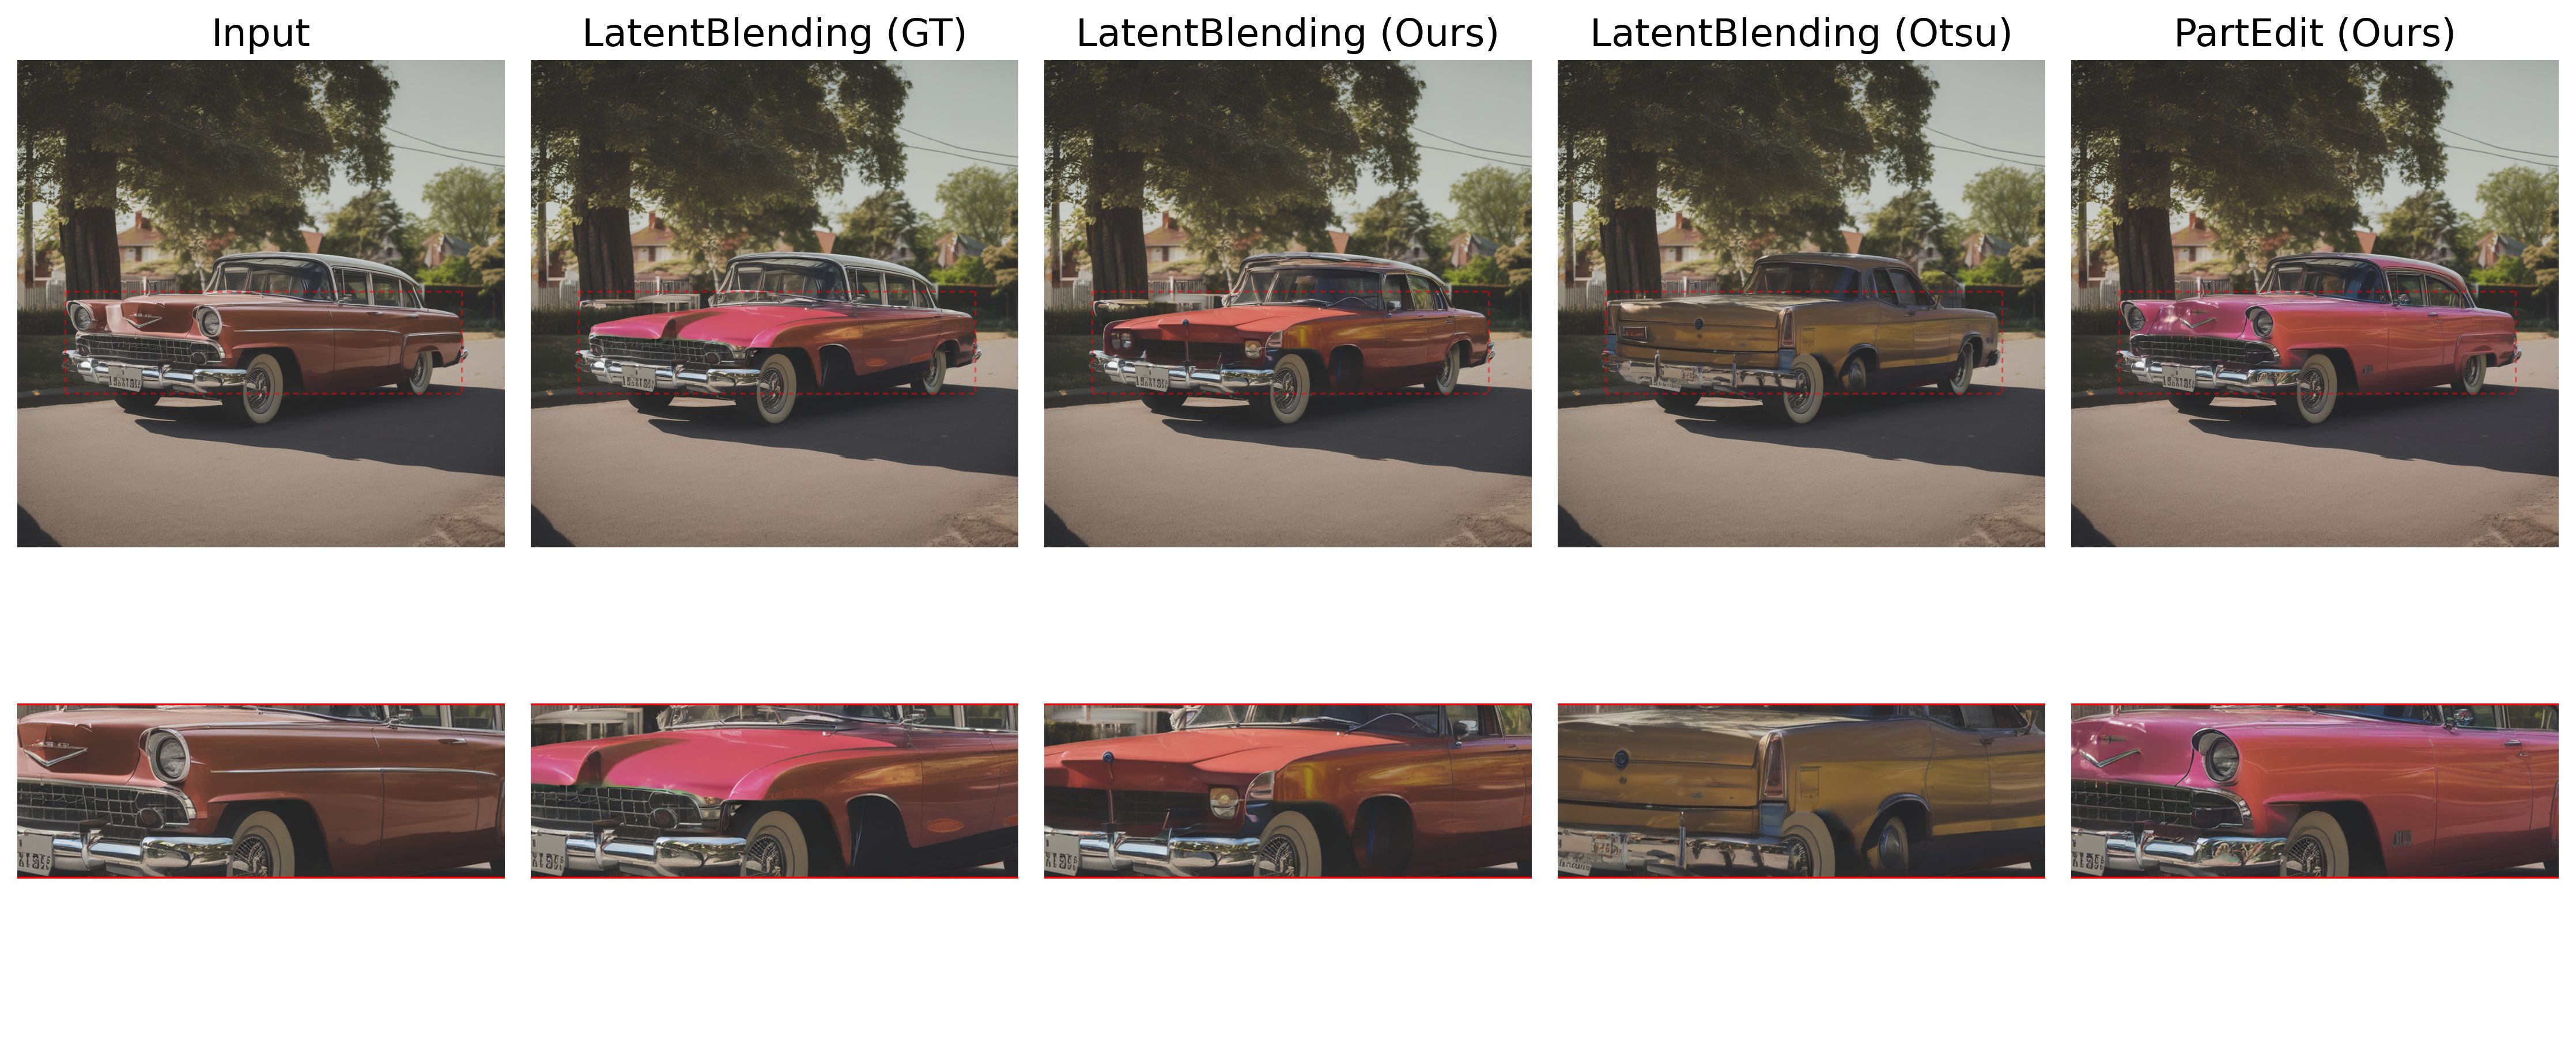 Input
LatentBlending (GT)
LatentBlending (Ours)
LatentBlending (Otsu)
PartEdit (Ours)